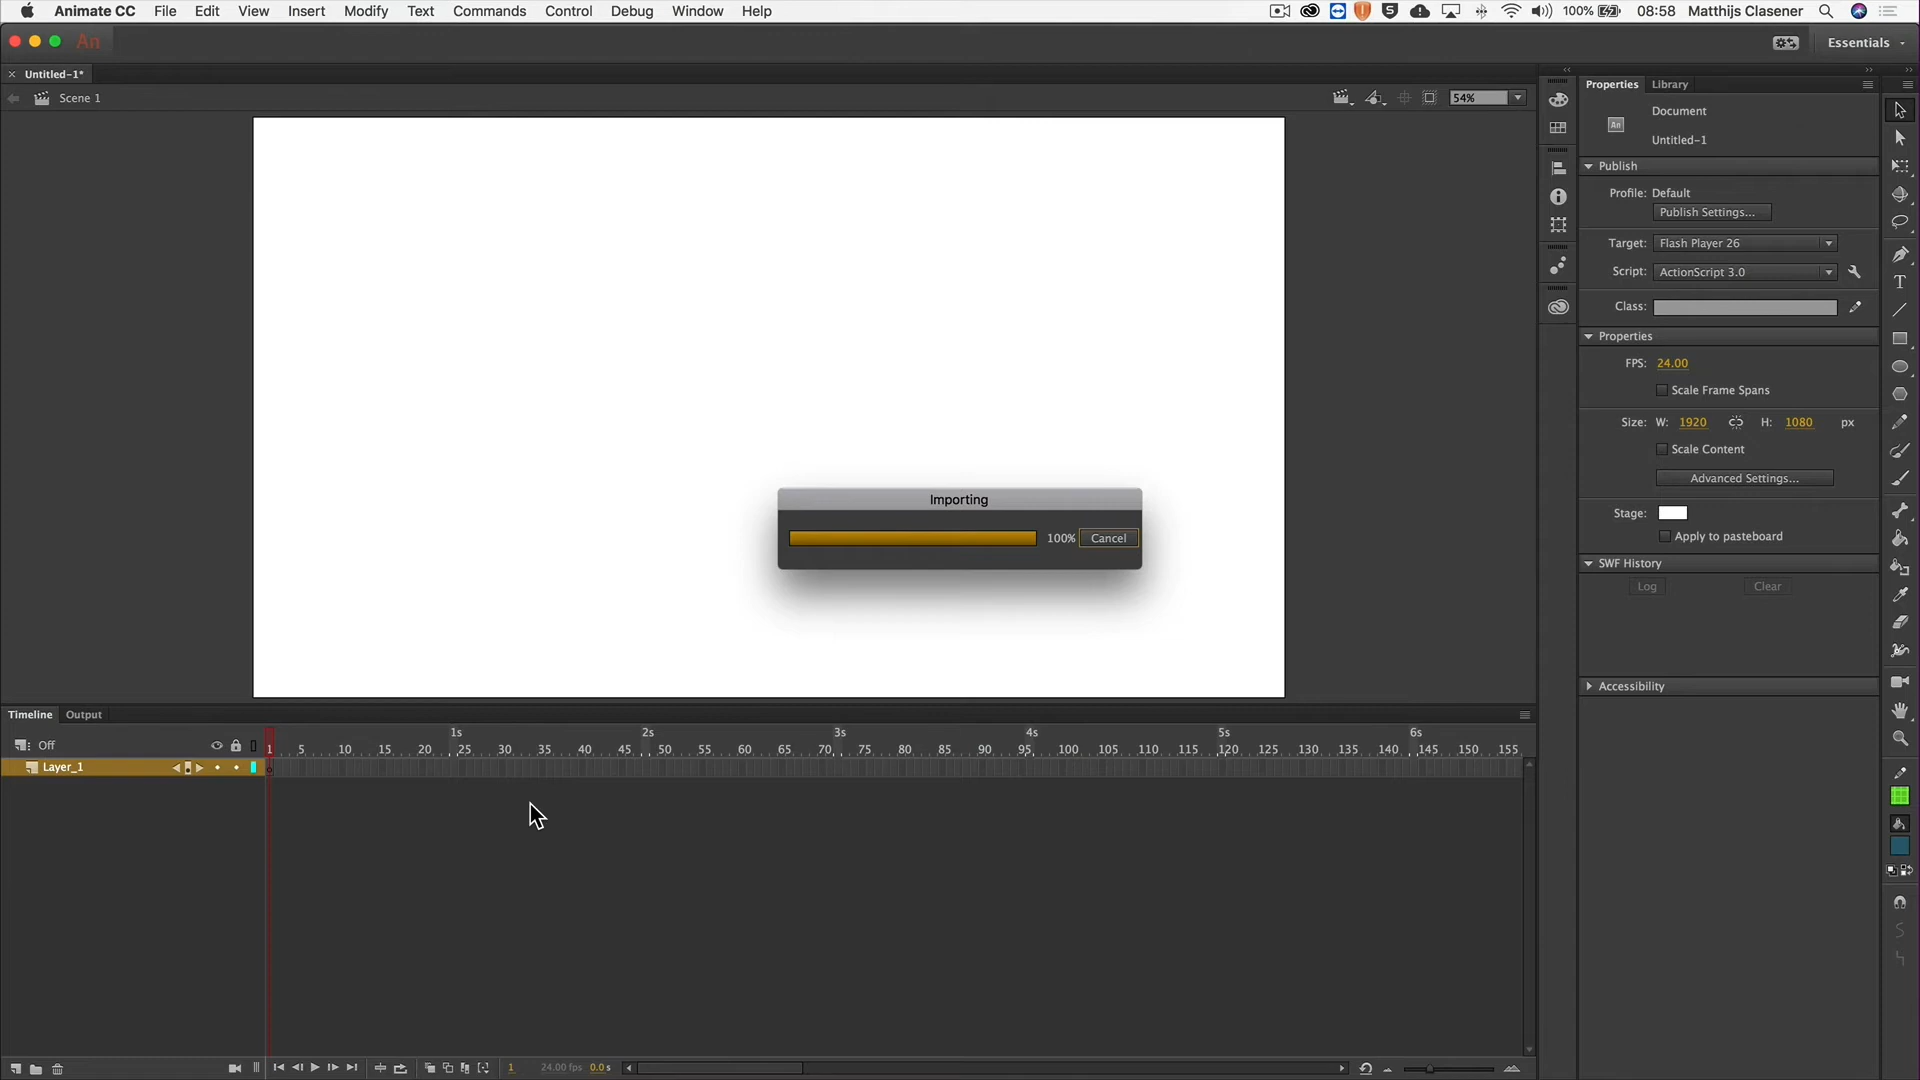 Animate CC File Edit View Insert Modify Text Commands Control Debug Window Help 100% 08:58 Matthijs Clasener
An Essentials
Untitled-1*
Scene 1 54%
Properties Library
Document
An
Untitled-1
Publish
Profile: Default
Publish Settings...
Target: Flash Player 26
Script: ActionScript 3.0
Class:
Properties
FPS: 24.00
Scale Frame Spans
Size: W: 1920 H: 1080 px
Scale Content
Advanced Settings...
Stage:
Apply to pasteboard
SWF History
Log Clear
Accessibility
Importing
100% Cancel
Timeline Output
1s 2s 3s 4s 5s 6s
Off 1 5 10 15 20 25 30 35 40 45 50 55 60 65 70 75 80 85 90 95 100 105 110 115 120 125 130 135 140 145 150 155
Layer_1
1 24.00 fps 0.0 s